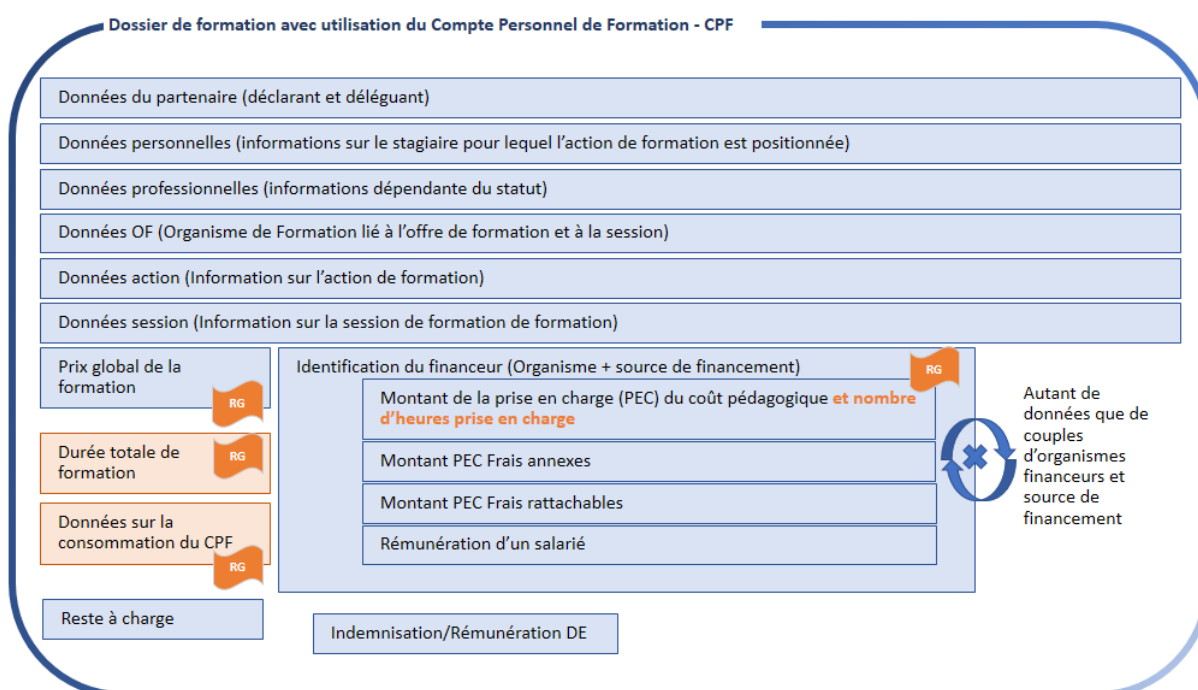 Dossier de formation avec utilisation du Compte Personnel de Formation - CPF
Données du partenaire (déclarant et déléguant)
Données personnelles (informations sur le stagiaire pour lequel l'action de formation est positionnée)
Données professionnelles (informations dépendante du statut)
Données OF (Organisme de Formation lié à l'offre de formation et à la session)
Données action (Information sur l'action de formation)
Données session (Information sur la session de formation de formation)
Prix global de la
formation
RG
Durée totale de
formation
RG
Données sur la
consommation du CPF
RG
Reste à charge
Identification du financeur (Organisme + source de financement)
RG
Montant de la prise en charge (PEC) du coût pédagogique et nombre
d'heures prise en charge
Montant PEC Frais annexes
Montant PEC Frais rattachables
Rémunération d'un salarié
Autant de
données que de
couples
d'organismes
financeurs et
source de
financement
Indemnisation/Rémunération DE